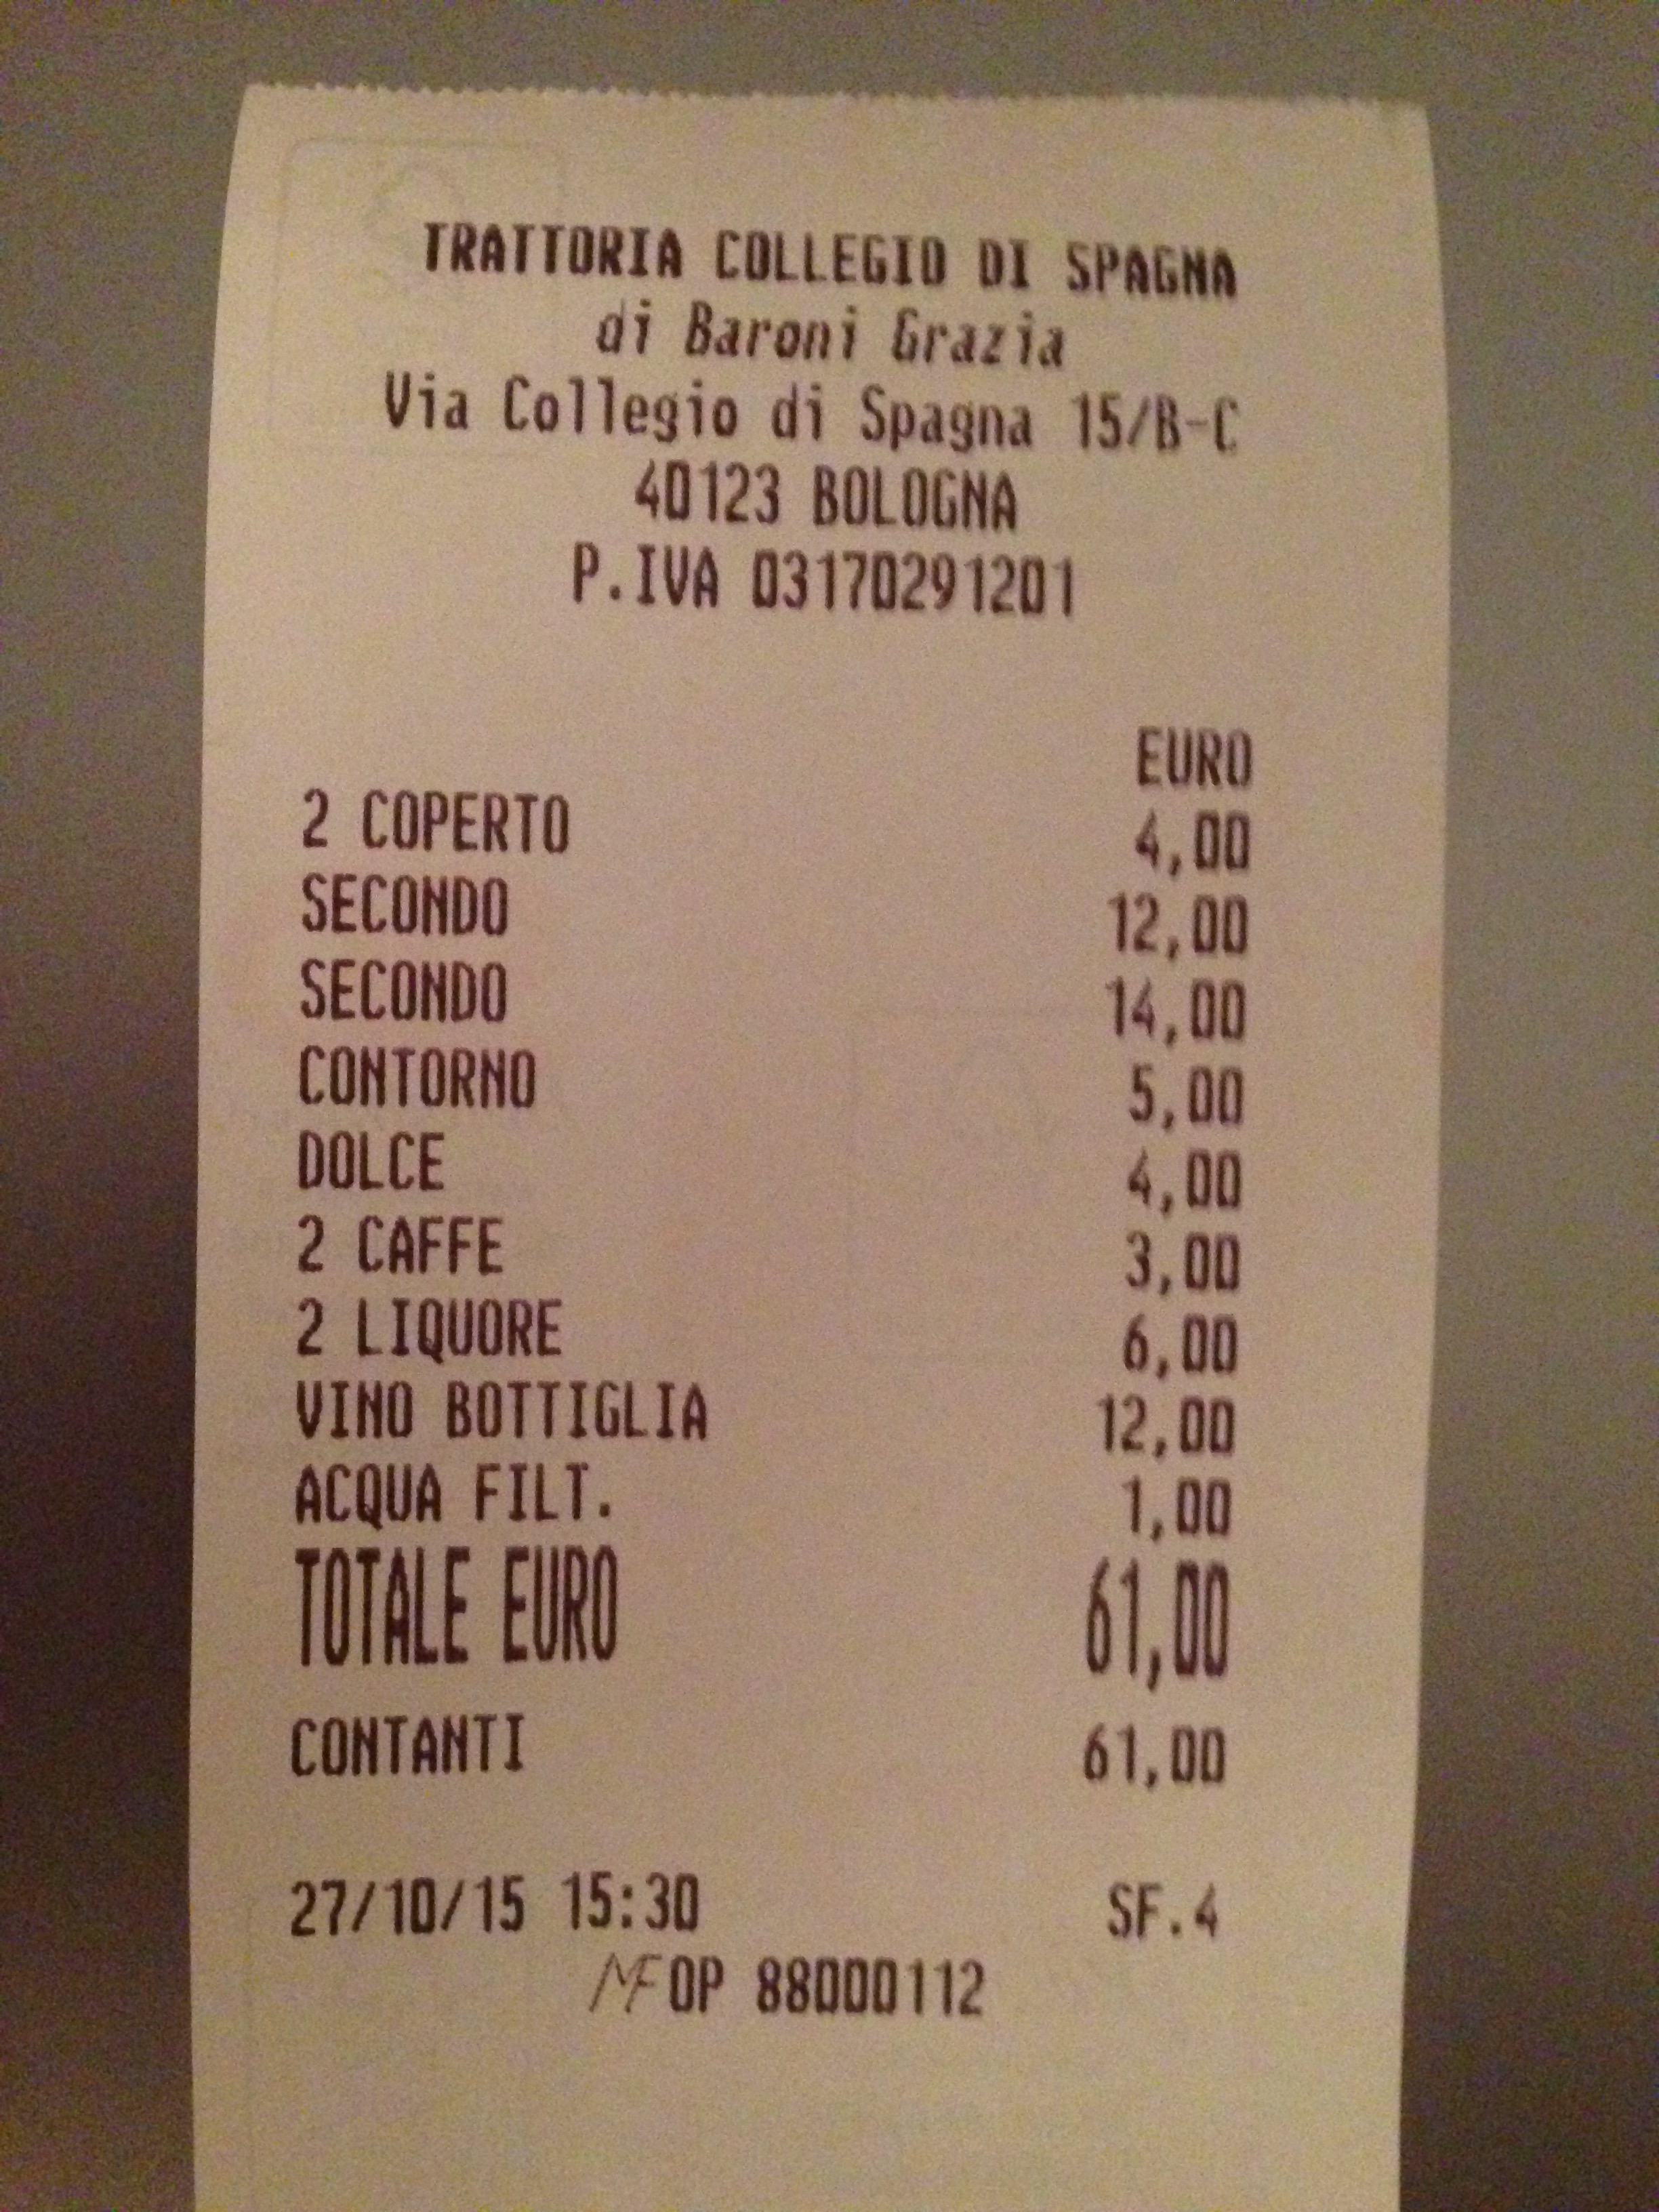 TRATTORIA COLLEGIO DI SPAGNA
di Baroni Grazia
Via Collegio di Spagna 15/B-C
40123 BOLOGNA
P.IVA 03170291201
EURO
2 COPERTO 4,00
SECONDO 12,00
SECONDO 14,00
CONTORNO 5,00
DOLCE 4,00
2 CAFFE 3,00
2 LIQUORE 6,00
VINO BOTTIGLIA 12,00
ACQUA FILT. 1,00
TOTALE EURO 61,00
CONTANTI 61,00
27/10/15 15:30 SF.4
MF OP 88000112